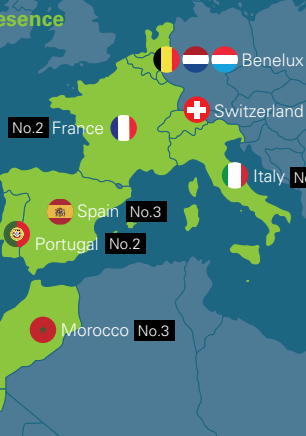 esence
Benelux
Switzerland
No.2 France
Italy
Spain No.3
Portugal No.2
Morocco No.3